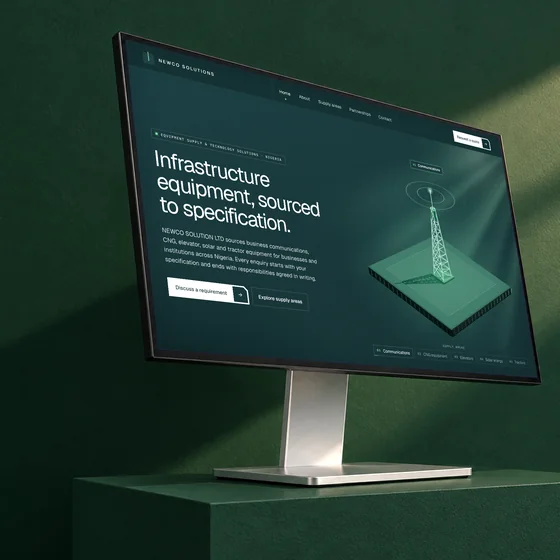 NEWCO SOLUTIONS
Home About Supply areas Partnerships Contact
Request a quote
EQUIPMENT SUPPLY & TECHNOLOGY SOLUTIONS · NIGERIA
Communications
Infrastructure
equipment, sourced
to specification.
NEWCO SOLUTION LTD sources business communications,
CNG, elevator, solar and tractor equipment for businesses and
institutions across Nigeria. Every enquiry starts with your
specification and ends with responsibilities agreed in writing.
Discuss a requirement →
Explore supply areas
Communications CNG equipment Elevators Solar energy Tractors